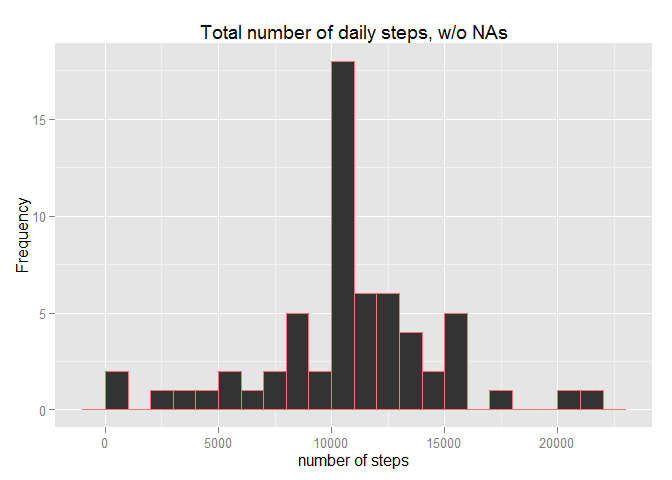 Total number of daily steps, w/o NAs
Frequency
15
10
5
0
0 5000 10000 15000 20000
number of steps